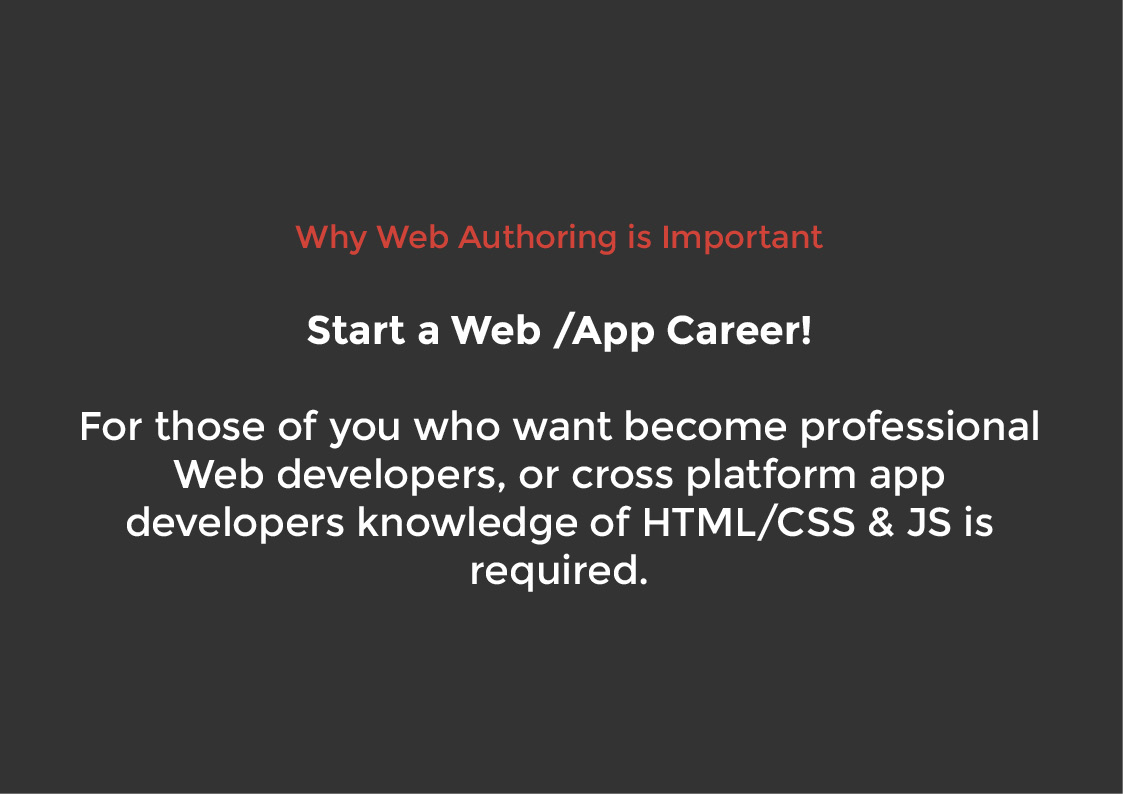 Why Web Authoring is Important
Start a Web /App Career!
For those of you who want become professional
Web developers, or cross platform app
developers knowledge of HTML/CSS & JS is
required.